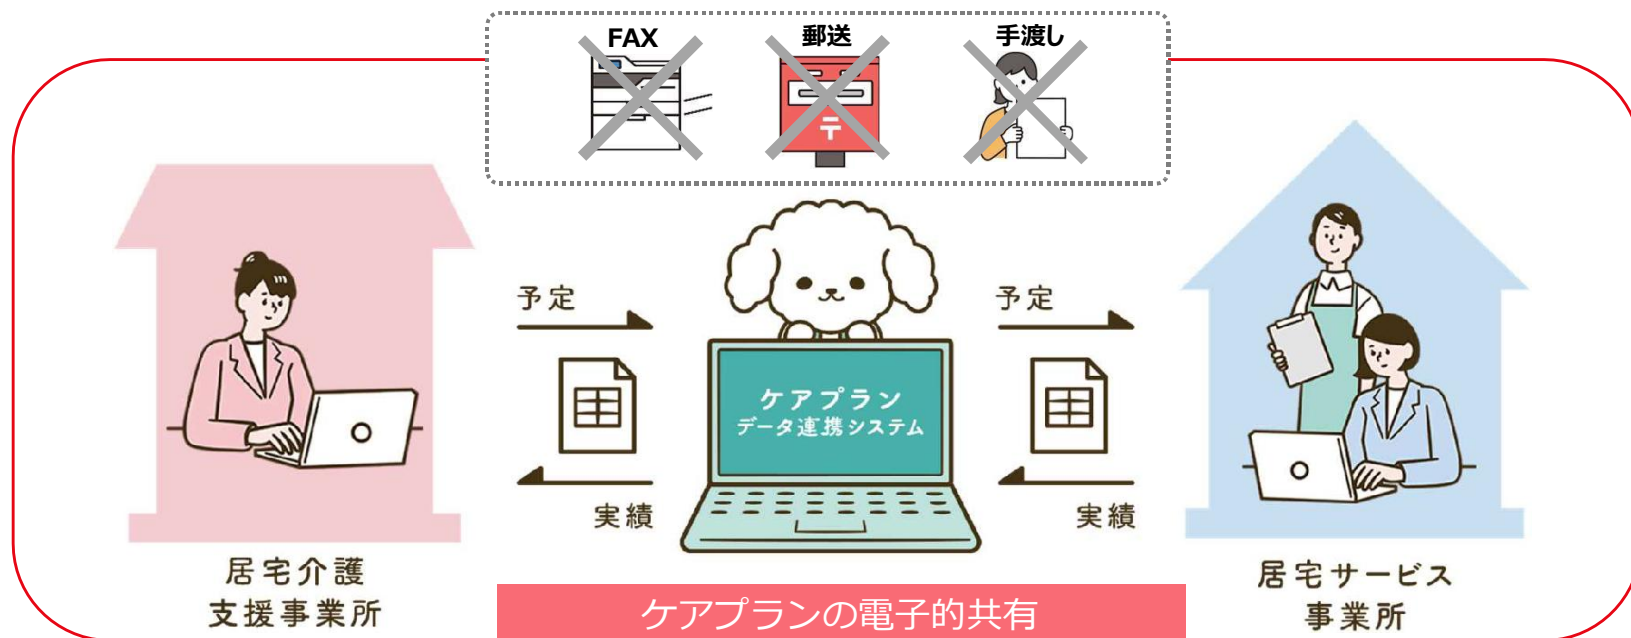 FAX
郵送
手渡し
予定
予定
ケアプラン
データ連携システム
実績
実績
居宅介護
支援事業所
居宅サービス
事業所
ケアプランの電子的共有